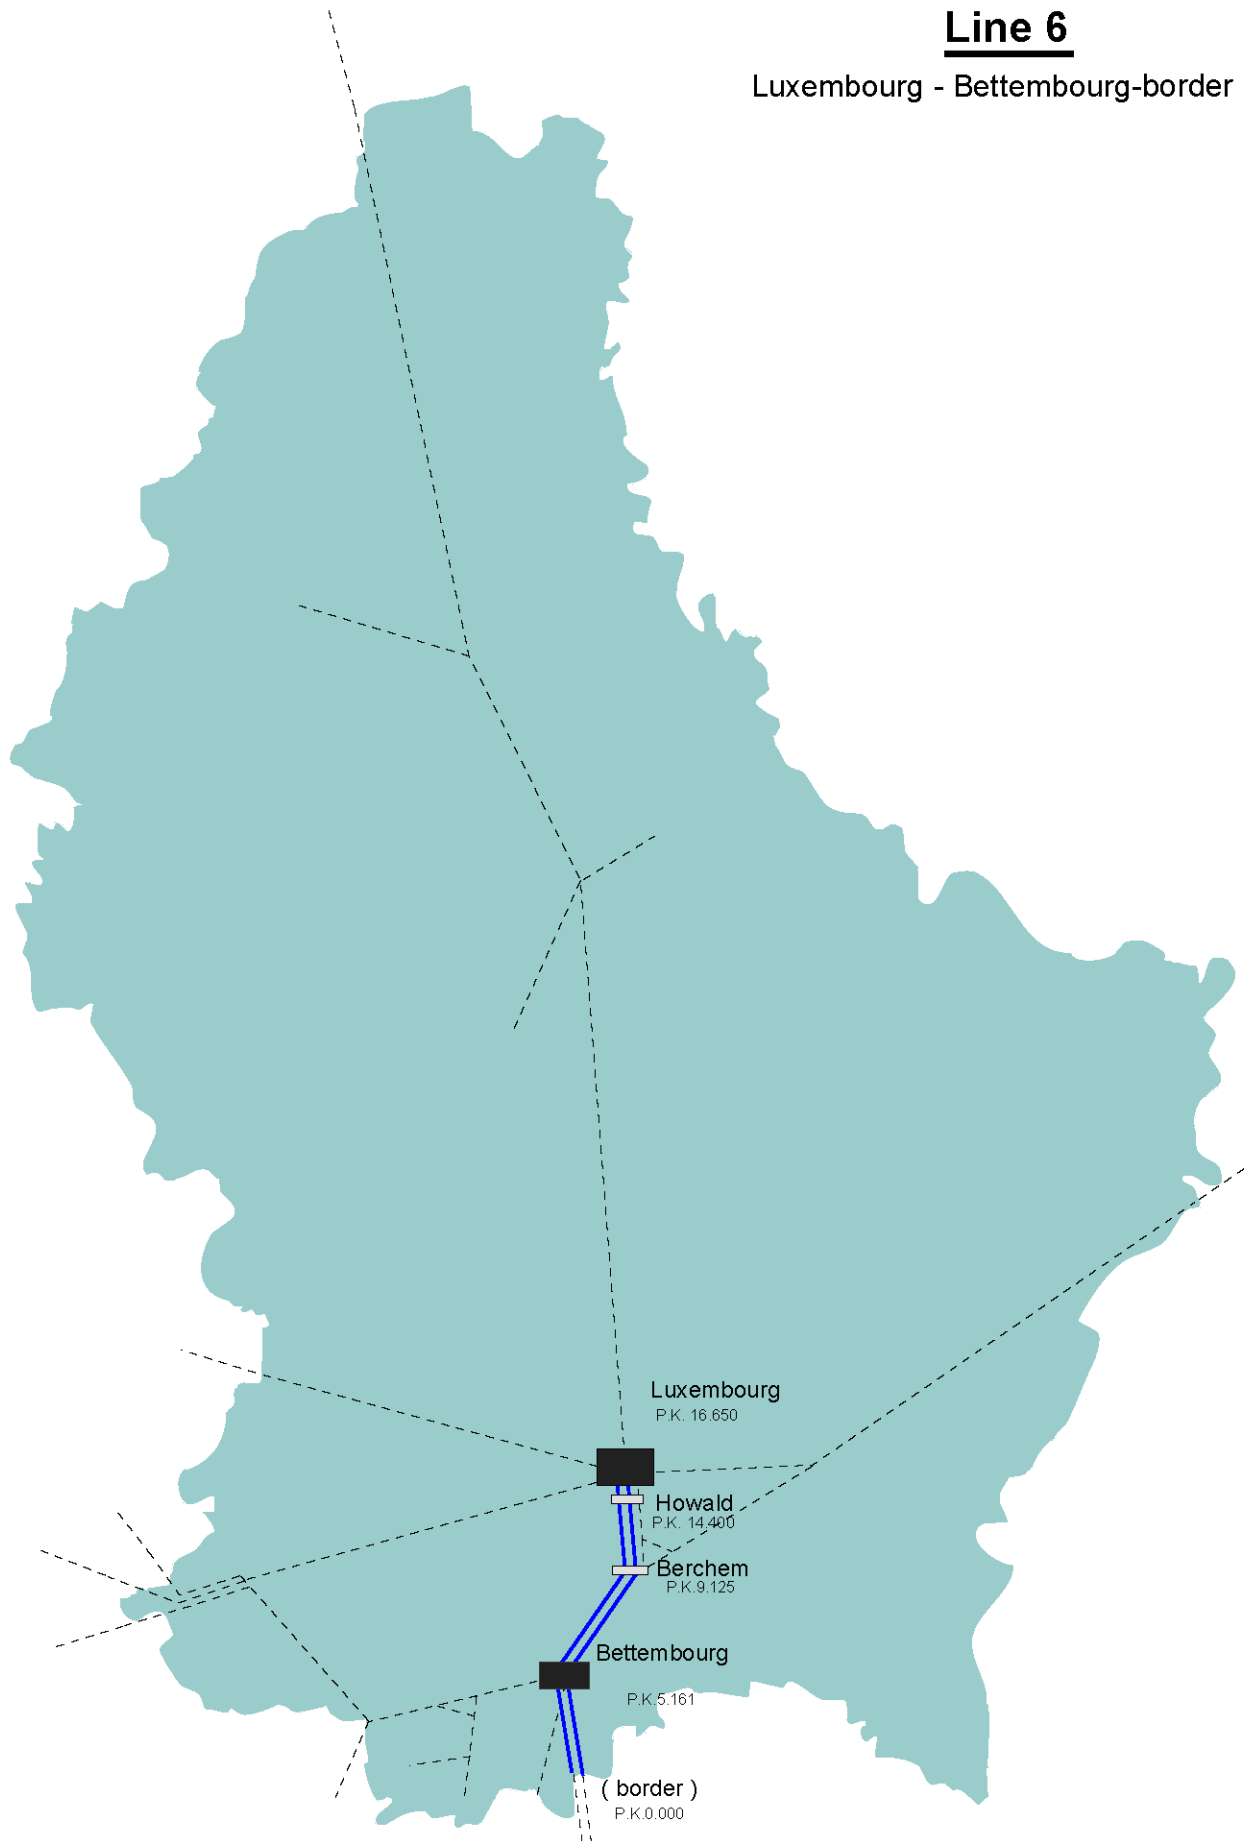 Line 6
Luxembourg - Bettembourg-border
Luxembourg
P.K. 16.650
Howald
P.K. 14.400
Berchem
P.K.9.125
Bettembourg
P.K.5.161
( border )
P.K.0.000